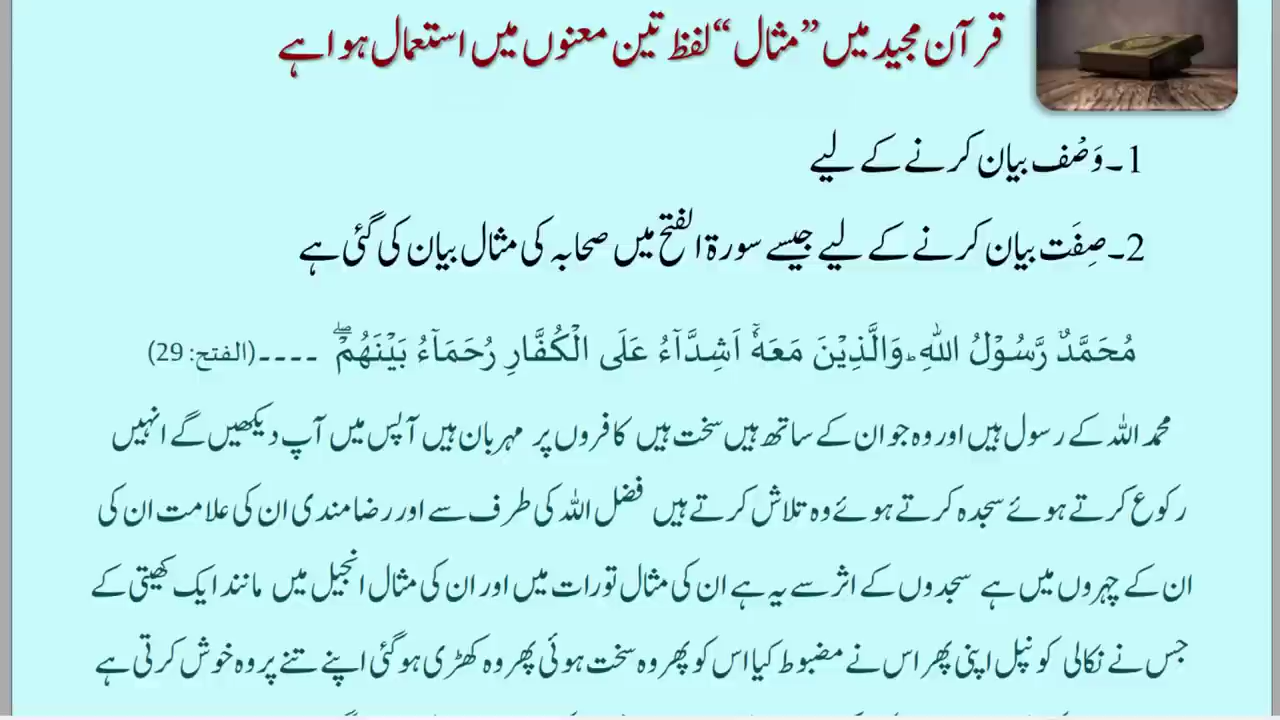 قرآن مجید میں ”مثال“ لفظ تین معنوں میں استعمال ہوا ہے
1۔وَصْف بیان کرنے کے لیے
2۔صِفَت بیان کرنے کے لیے جیسے سورۃ الفتح میں صحابہ کی مثال بیان کی گئی ہے
مُحَمَّدٌ رَّسُوْلُ اللّٰهِؕ-وَالَّذِیْنَ مَعَهٗۤ اَشِدَّآءُ عَلَى الْكُفَّارِ رُحَمَآءُ بَیْنَهُمْۖ ۔۔۔۔(الفتح: 29)
محمد اللہ کے رسول ہیں اور وہ جو ان کے ساتھ ہیں سخت ہیں کافروں پر مہربان ہیں آپس میں آپ دیکھیں گے انہیں
رکوع کرتے ہوئے سجدہ کرتے ہوئے وہ تلاش کرتے ہیں فضل اللہ کی طرف سے اور رضامندی ان کی علامت ان کی
ان کے چہروں میں ہے سجدوں کے اثر سے یہ ہے ان کی مثال تورات میں اور ان کی مثال انجیل میں مانند ایک کھیتی کے
جس نے نکالی کونپل اپنی پھر اس نے مضبوط کیا اس کو پھر وہ سخت ہوئی پھر وہ کھڑی ہو گئی اپنے تنے پر وہ خوش کرتی ہے